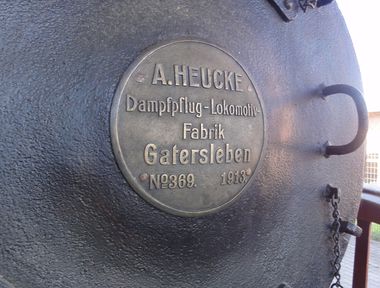 A. HEUCKE
Dampfpflug-Lokomotiv-
Fabrik
Gatersleben
No 369. 1913.